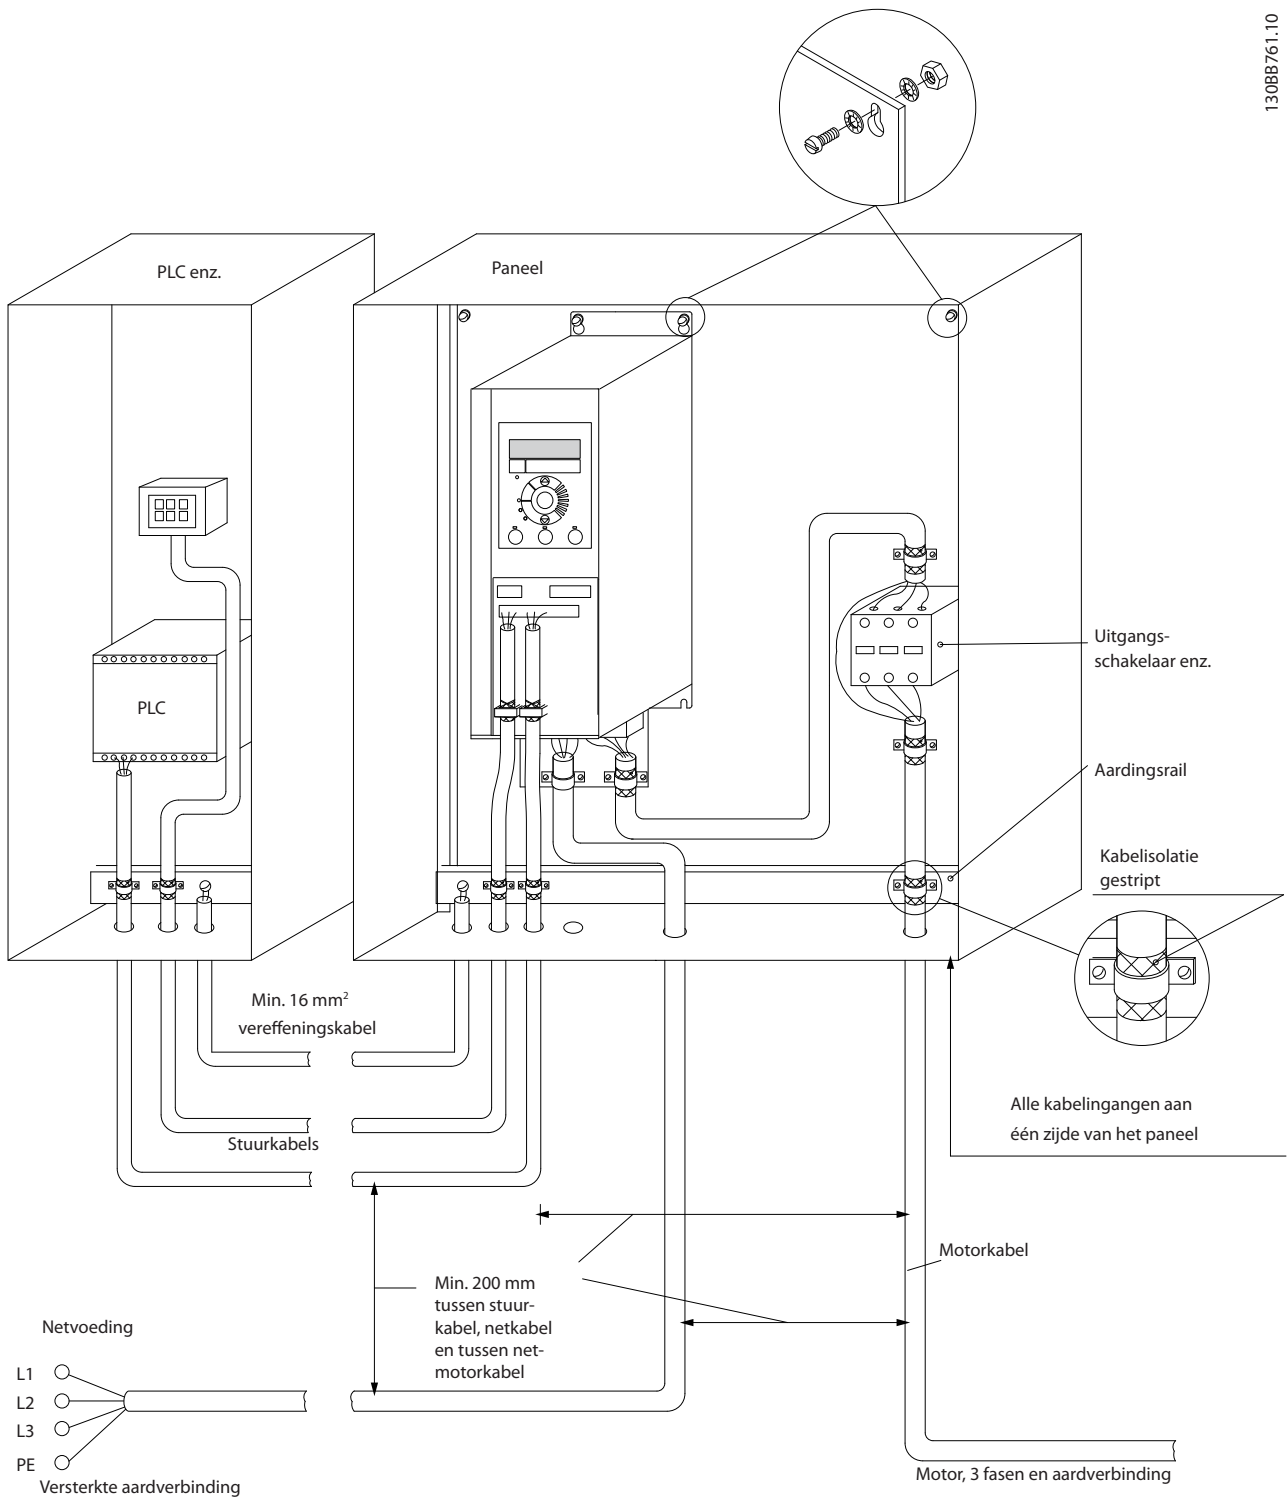 130BB761.10
PLC enz.
Paneel
PLC
Uitgangs-
schakelaar enz.
Aardingsrail
Kabelisolatie
gestript
Min. 16 mm²
vereffeningskabel
Alle kabelingangen aan
één zijde van het paneel
Stuurkabels
Motorkabel
Min. 200 mm
tussen stuur-
kabel, netkabel
en tussen net-
motorkabel
Netvoeding
L1
L2
L3
PE
Versterkte aardverbinding
Motor, 3 fasen en aardverbinding